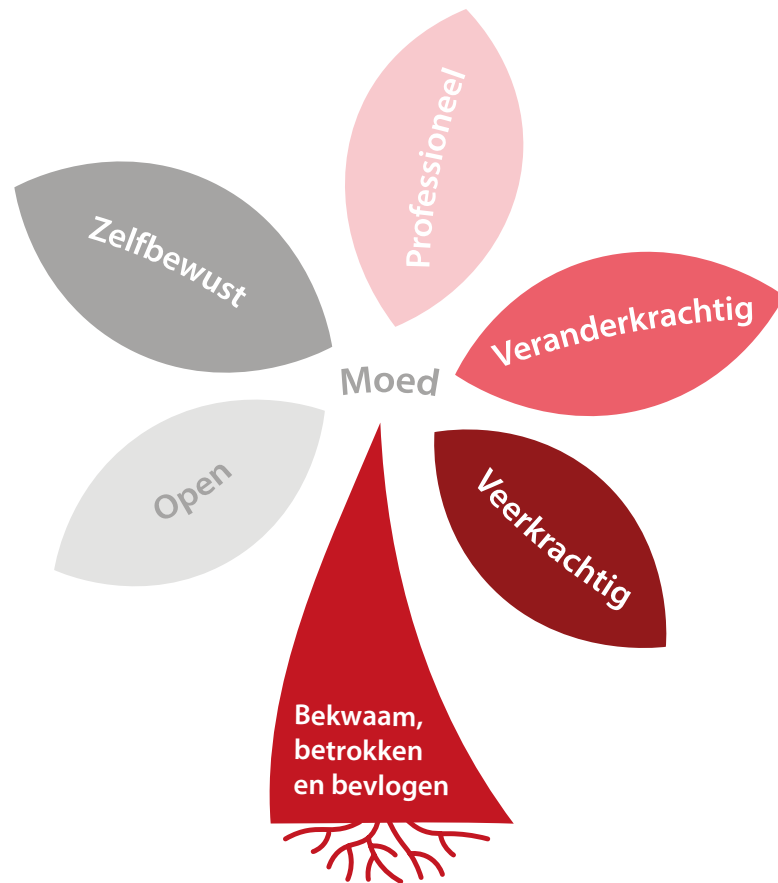 Professioneel
Zelfbewust
Veranderkrachtig
Moed
Open
Veerkrachtig
Bekwaam,
betrokken
en bevlogen